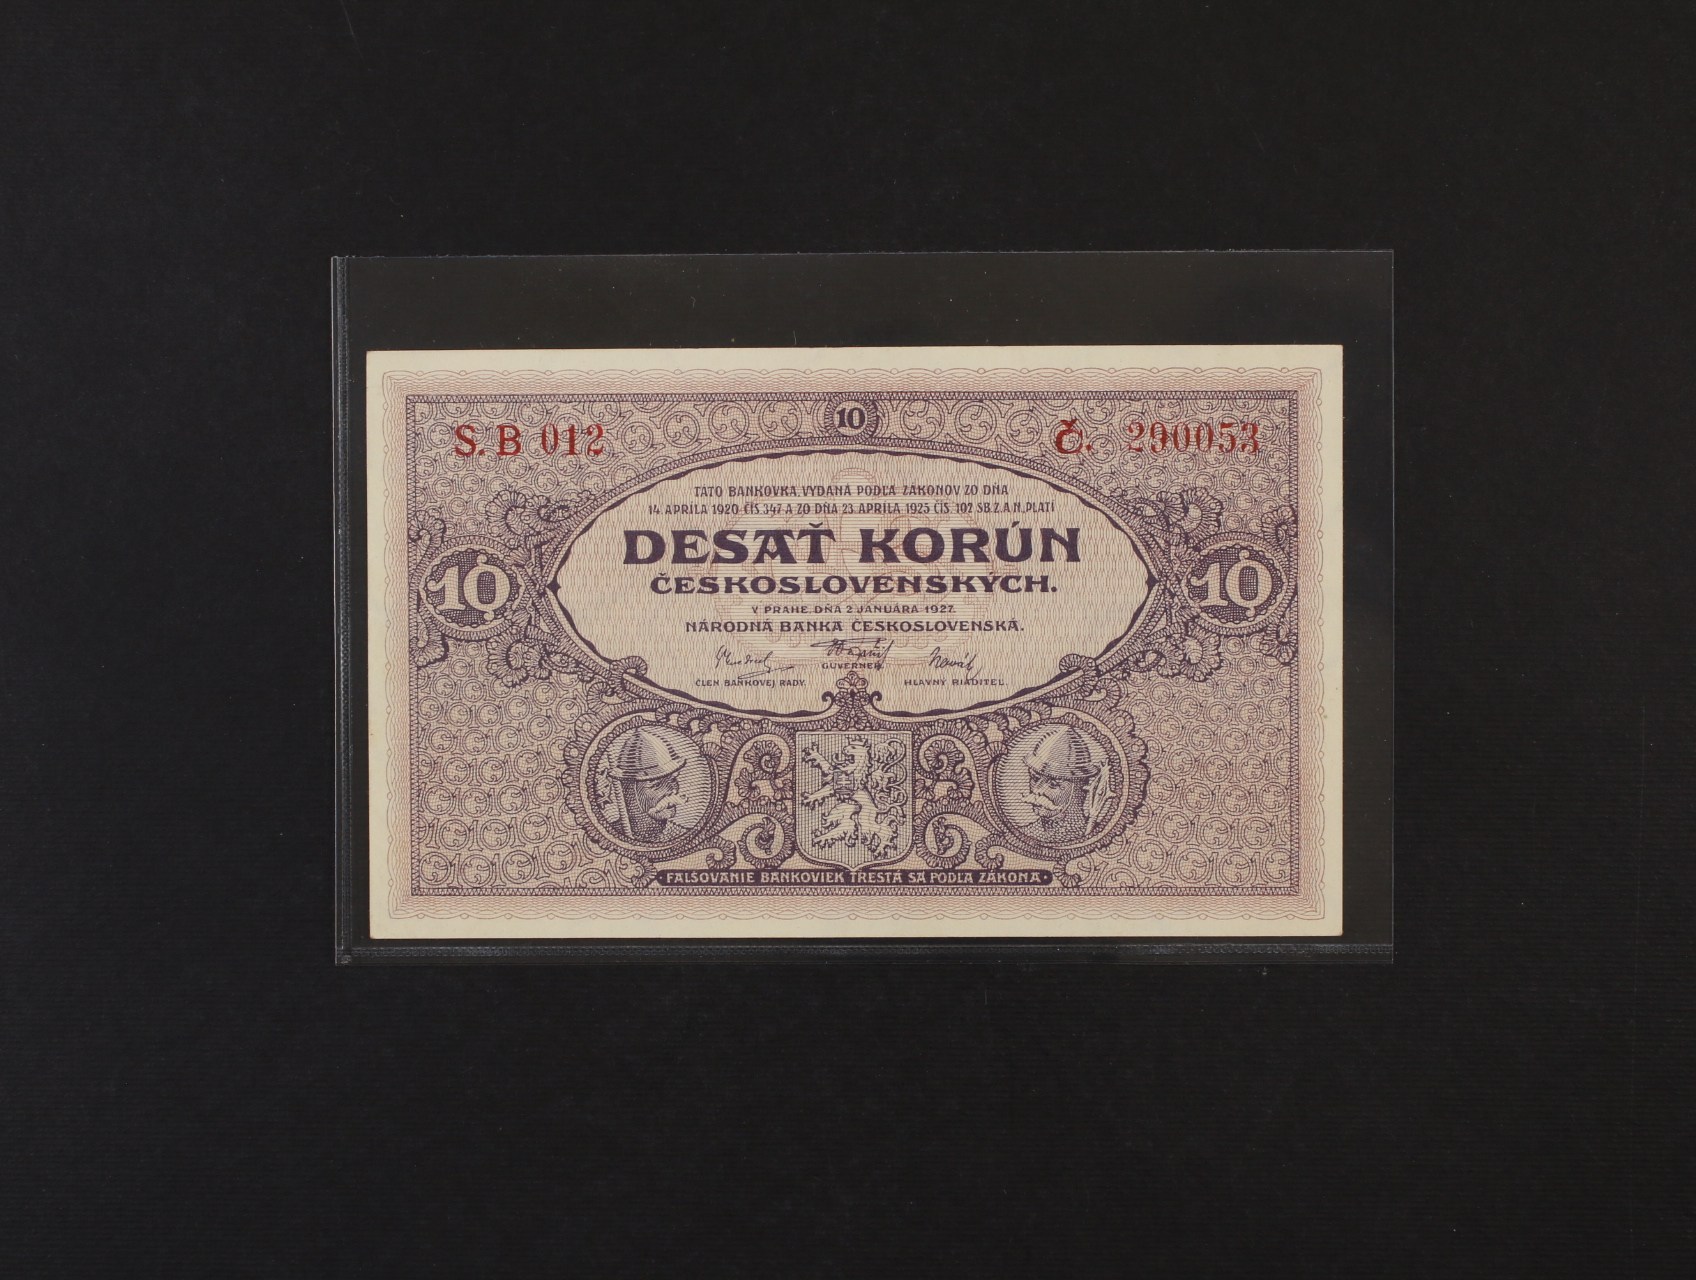 10
S. B 012
Č. 290053
TÁTO BANKOVKA, VYDANÁ PODĽA ZÁKONOV ZO DŇA
14. APRÍLA 1920 ČÍS. 347 A ZO DŇA 23. APRÍLA 1925 ČÍS. 102 SB. Z. A N., PLATÍ
DESAŤ KORÚN
ČESKOSLOVENSKÝCH.
10
10
V PRAHE, DŇA 2. JANUÁRA 1927.
NÁRODNÁ BANKA ČESKOSLOVENSKÁ.
GUVERNER.
ČLEN BANKOVEJ RADY.
HLAVNÝ RIADITEĽ.
· FALŠOVANIE BANKOVIEK TRESTÁ SA PODĽA ZÁKONA ·